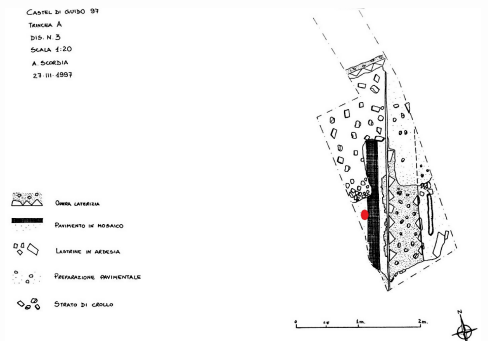 CASTEL DI GUIDO 97
TRINCEA A
DIS. N. 3
SCALA 1:20
A. SCORDIA
27·III·1997
OPERA LATERIZIA
PAVIMENTO IN MOSAICO
LASTRINE IN ARDESIA
PREPARAZIONE PAVIMENTALE
STRATO DI CROLLO
N
0
1m.
2m.